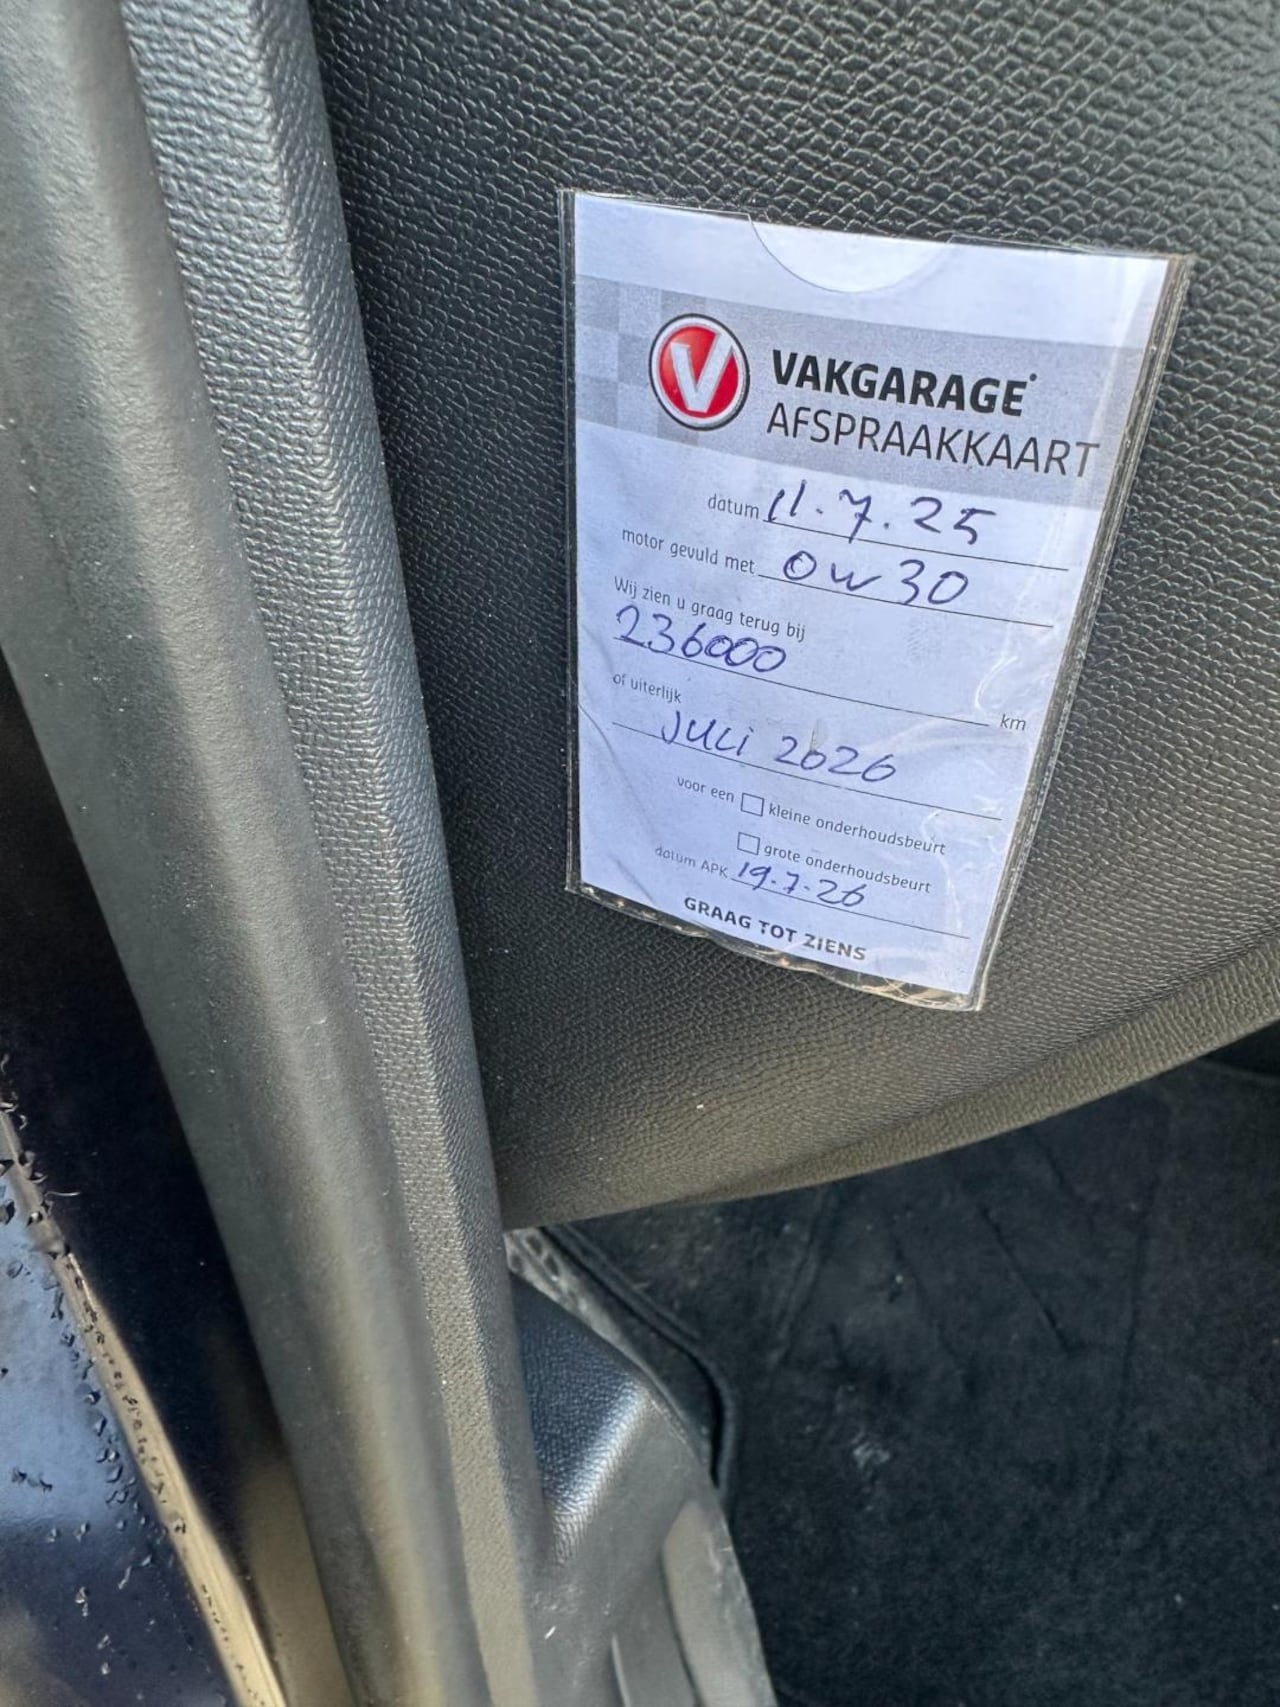 V VAKGARAGE
AFSPRAAKKAART
datum 11.7.25
motor gevuld met 0w30
Wij zien u graag terug bij
236000 km
of uiterlijk
Juli 2026
voor een kleine onderhoudsbeurt
grote onderhoudsbeurt
datum APK 19.7.26
GRAAG TOT ZIENS